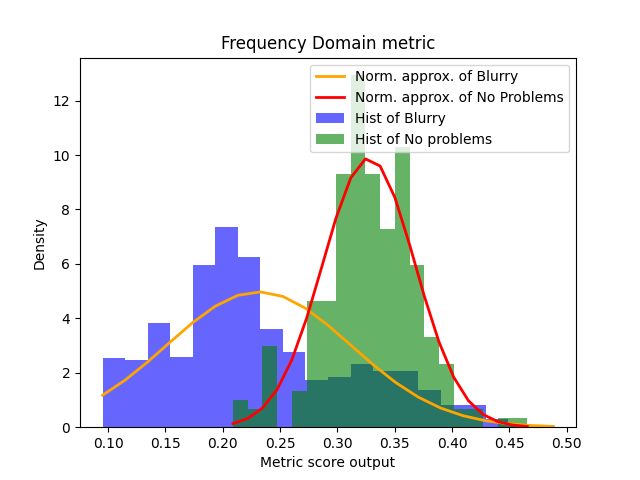 Frequency Domain metric
Norm. approx. of Blurry
Norm. approx. of No Problems
Hist of Blurry
Hist of No problems
12
10
8
6
4
2
0
Density
0.10 0.15 0.20 0.25 0.30 0.35 0.40 0.45 0.50
Metric score output